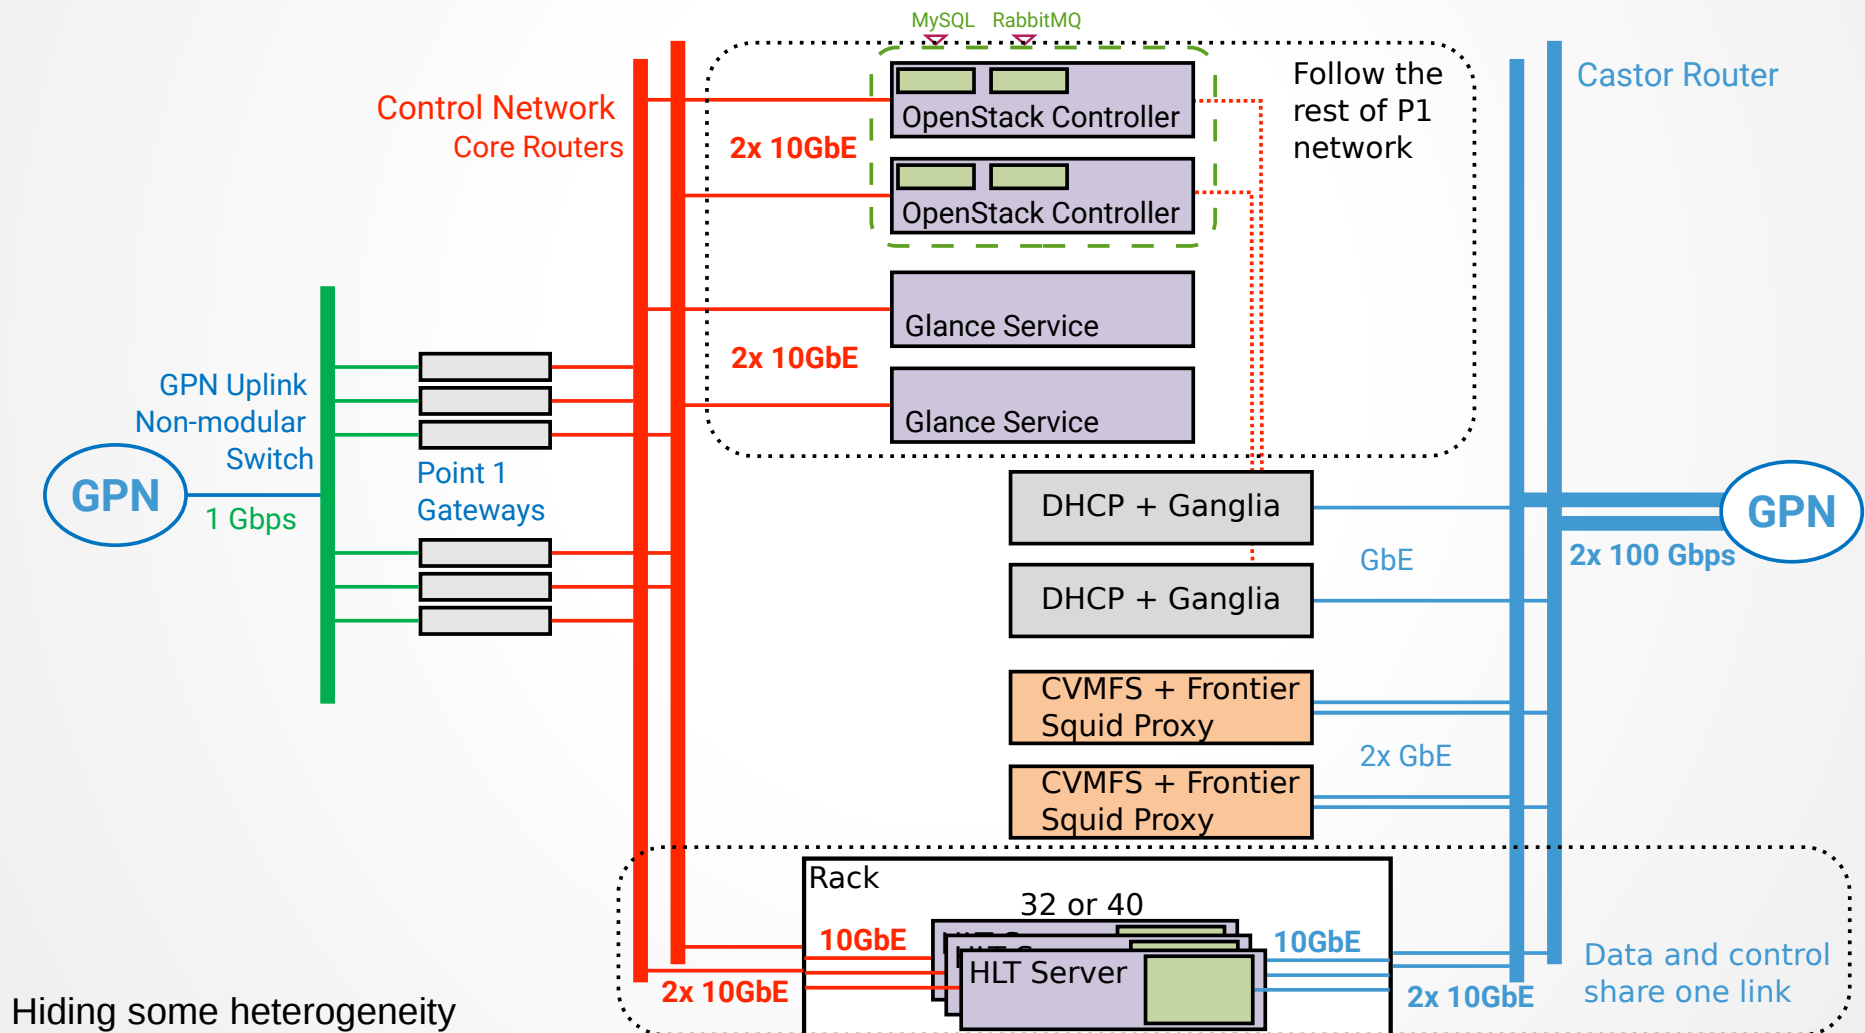 MySQL RabbitMQ
Control Network
Core Routers
2x 10GbE
OpenStack Controller
OpenStack Controller
Follow the
rest of P1
network
Castor Router
Glance Service
2x 10GbE
Glance Service
GPN Uplink
Non-modular
Switch
GPN
1 Gbps
Point 1
Gateways
DHCP + Ganglia
GbE
DHCP + Ganglia
GPN
2x 100 Gbps
CVMFS + Frontier
Squid Proxy
2x GbE
CVMFS + Frontier
Squid Proxy
Rack
32 or 40
10GbE
10GbE
HLT Server
2x 10GbE
2x 10GbE
Data and control
share one link
Hiding some heterogeneity